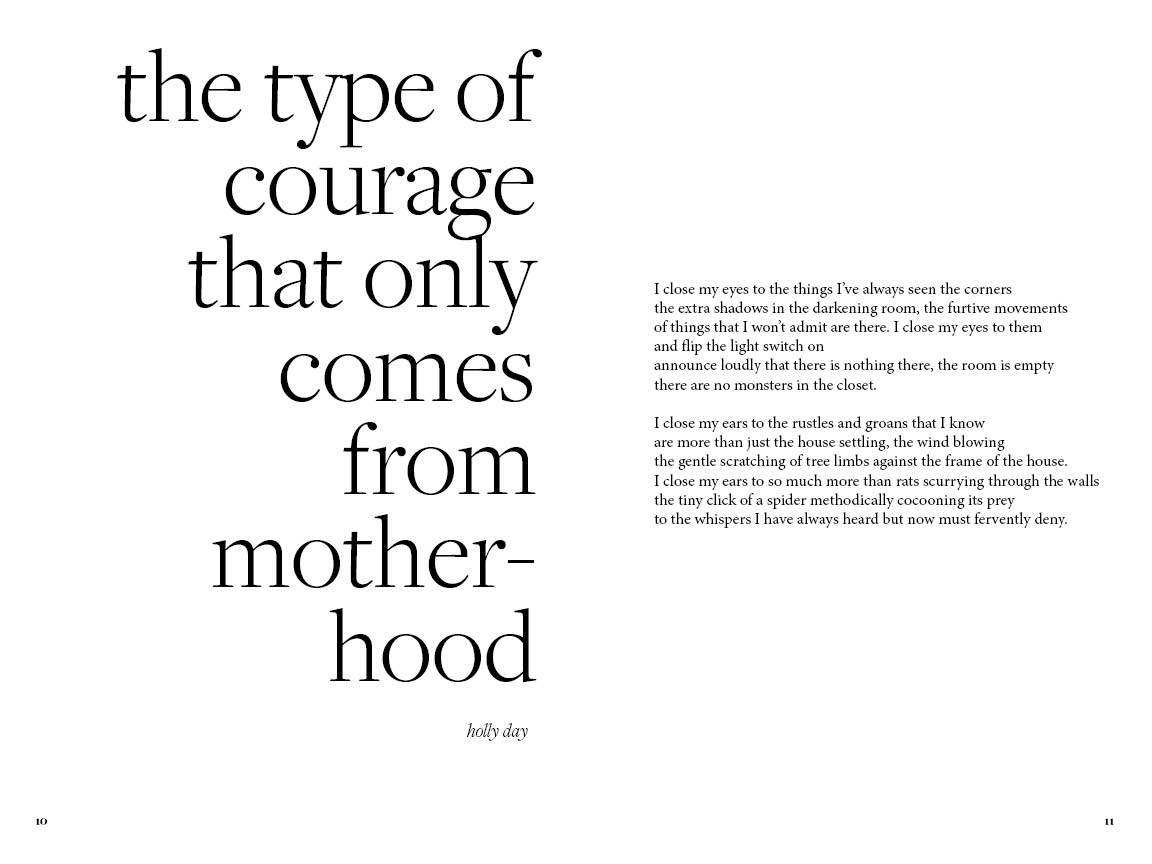 the type of
courage
that only
comes
from
mother-
hood
holly day
10
I close my eyes to the things I’ve always seen the corners
the extra shadows in the darkening room, the furtive movements
of things that I won’t admit are there. I close my eyes to them
and flip the light switch on
announce loudly that there is nothing there, the room is empty
there are no monsters in the closet.
I close my ears to the rustles and groans that I know
are more than just the house settling, the wind blowing
the gentle scratching of tree limbs against the frame of the house.
I close my ears to so much more than rats scurrying through the walls
the tiny click of a spider methodically cocooning its prey
to the whispers I have always heard but now must fervently deny.
11